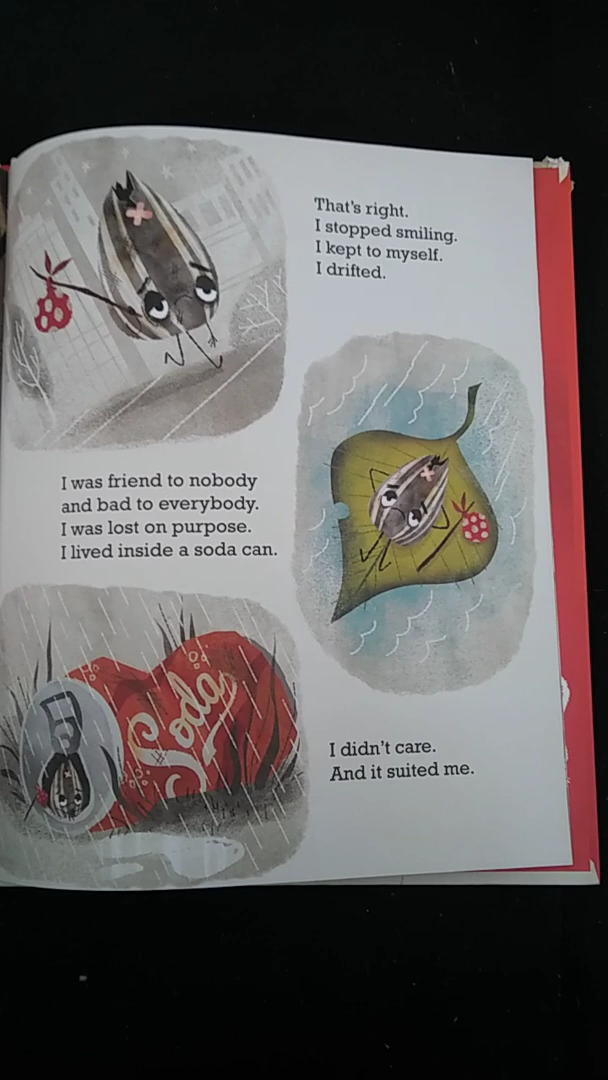 That's right.
I stopped smiling.
I kept to myself.
I drifted.
I was friend to nobody
and bad to everybody.
I was lost on purpose.
I lived inside a soda can.
Soda
I didn't care.
And it suited me.